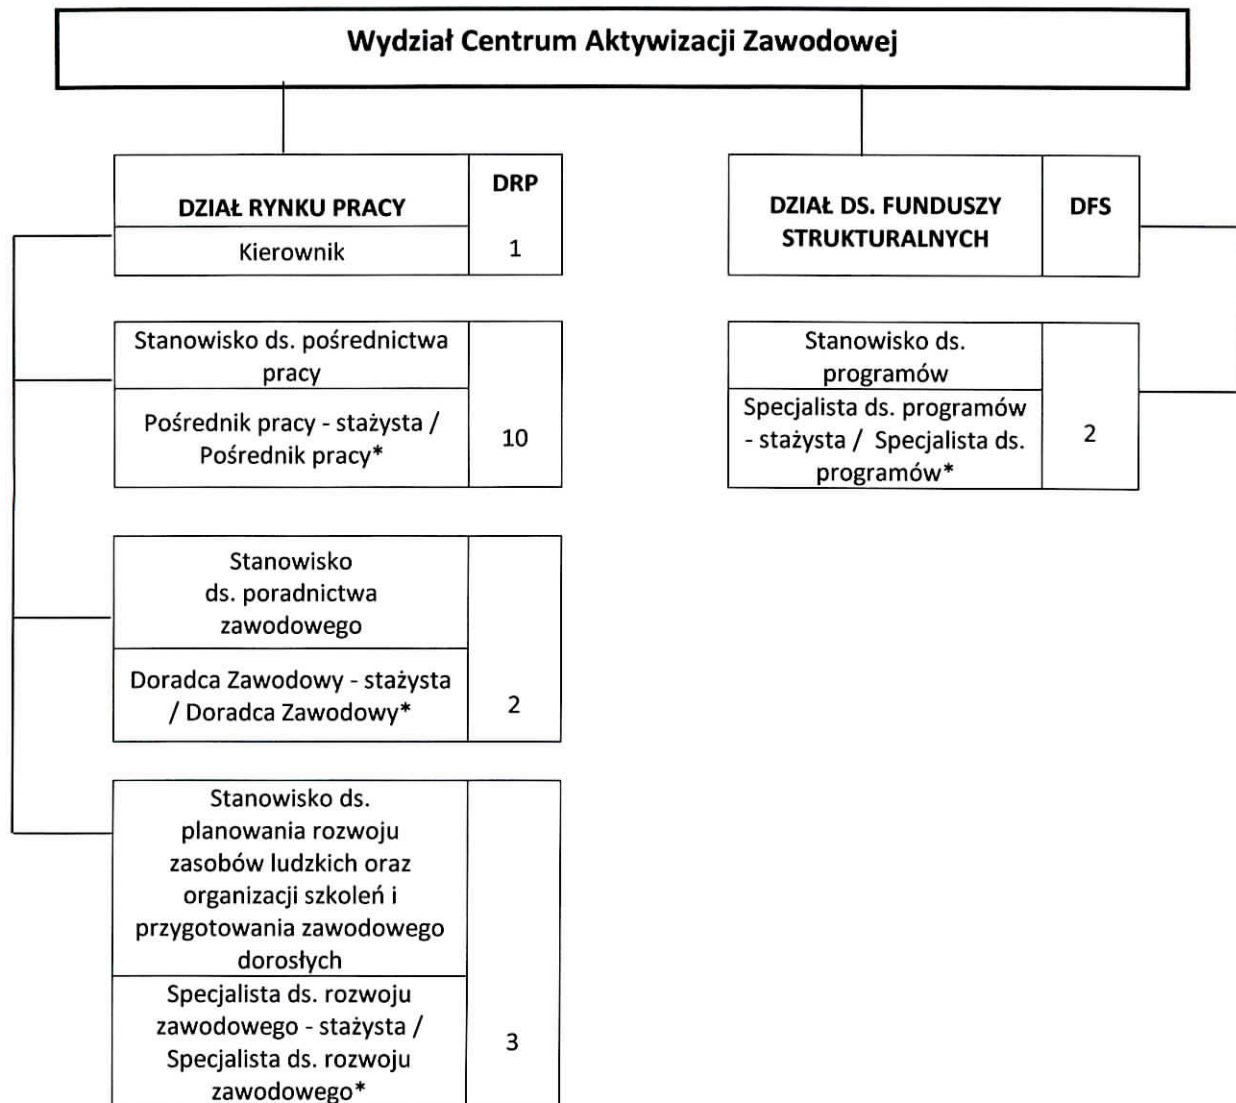 Wydział Centrum Aktywizacji Zawodowej
DZIAŁ RYNKU PRACY
DRP
Kierownik
1
Stanowisko ds. pośrednictwa
pracy
Pośrednik pracy - stażysta /
Pośrednik pracy*
10
Stanowisko
ds. poradnictwa
zawodowego
Doradca Zawodowy - stażysta
/ Doradca Zawodowy*
2
Stanowisko ds.
planowania rozwoju
zasobów ludzkich oraz
organizacji szkoleń i
przygotowania zawodowego
dorosłych
Specjalista ds. rozwoju
zawodowego - stażysta /
Specjalista ds. rozwoju
zawodowego*
3
DZIAŁ DS. FUNDUSZY
STRUKTURALNYCH
DFS
Stanowisko ds.
programów
Specjalista ds. programów
- stażysta / Specjalista ds.
programów*
2